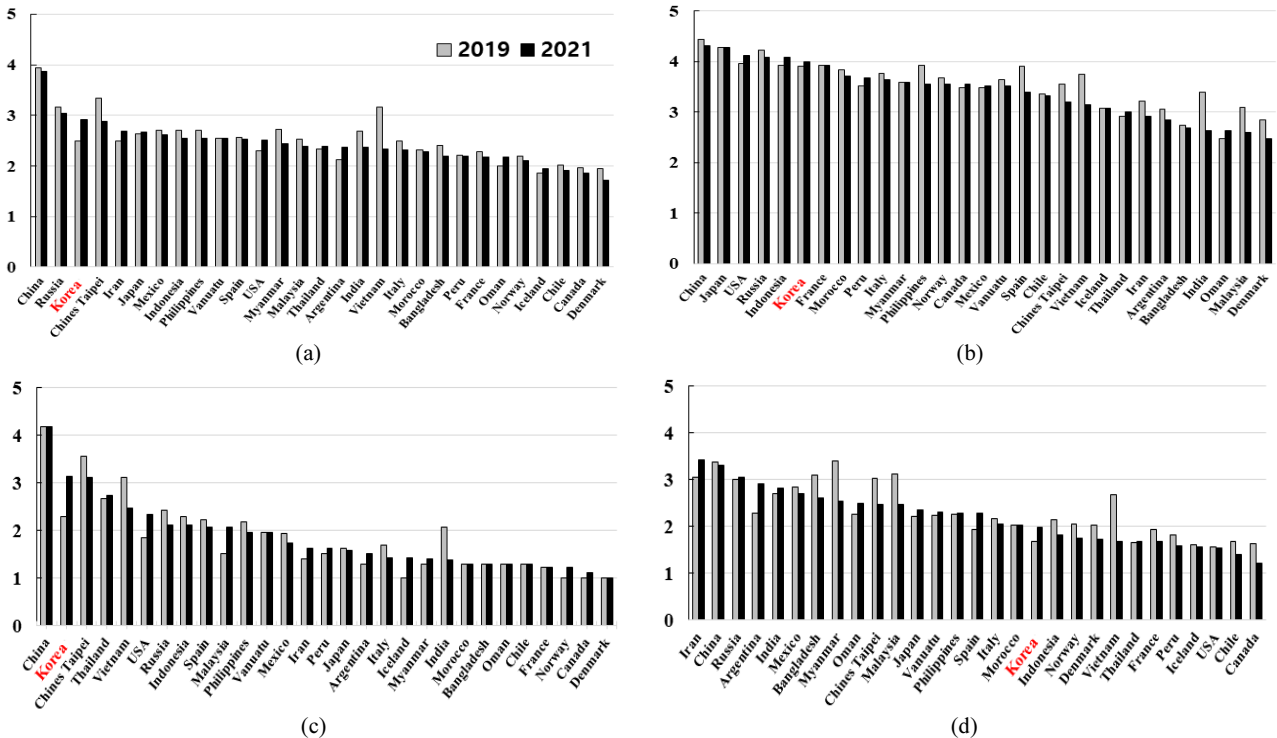 5
4
3
2
1
0
2019 2021
China
Russia
Korea
Chines Taipei
Iran
Japan
Mexico
Indonesia
Philippines
Vanuatu
Spain
USA
Myanmar
Malaysia
Thailand
Argentina
India
Vietnam
Italy
Morocco
Bangladesh
Peru
France
Oman
Norway
Iceland
Chile
Canada
Denmark
(a)
5
4
3
2
1
0
China
Japan
USA
Russia
Indonesia
Korea
France
Morocco
Peru
Italy
Myanmar
Philippines
Norway
Canada
Mexico
Vanuatu
Spain
Chile
Chines Taipei
Vietnam
Iceland
Thailand
Iran
Argentina
Bangladesh
India
Oman
Malaysia
Denmark
(b)
5
4
3
2
1
0
China
Korea
Chines Taipei
Thailand
Vietnam
USA
Russia
Indonesia
Spain
Malaysia
Philippines
Vanuatu
Mexico
Iran
Peru
Japan
Argentina
Italy
Iceland
Myanmar
India
Morocco
Bangladesh
Oman
Chile
France
Norway
Canada
Denmark
(c)
5
4
3
2
1
0
Iran
China
Russia
Argentina
India
Mexico
Bangladesh
Myanmar
Oman
Chines Taipei
Malaysia
Japan
Vanuatu
Philippines
Spain
Italy
Morocco
Korea
Indonesia
Norway
Denmark
Vietnam
Thailand
France
Peru
Iceland
USA
Chile
Canada
(d)